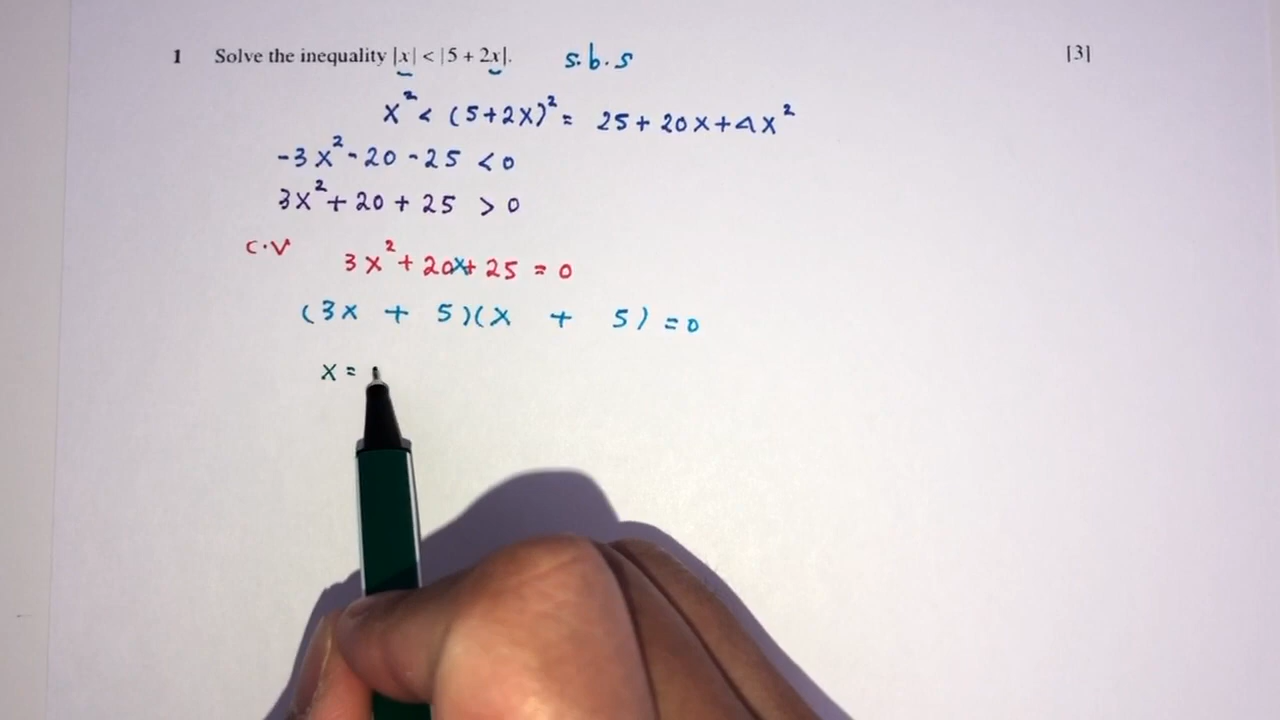 1 Solve the inequality |x| < |5 + 2x|. s.b.s [3]
x² < (5+2x)² = 25 + 20x + 4x²
-3x² - 20 - 25 < 0
3x² + 20 + 25 > 0
C.V 3x² + 20x + 25 = 0
(3x + 5)(x + 5) = 0
x =